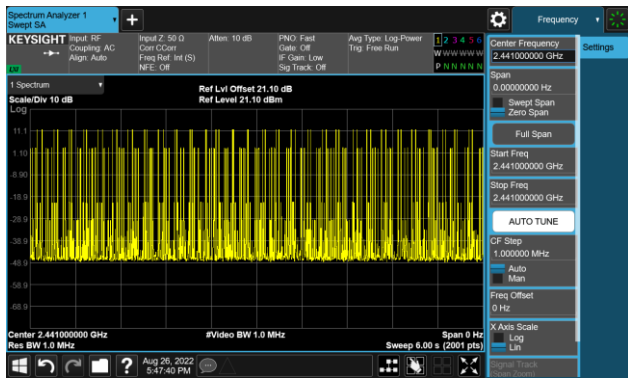 Spectrum Analyzer 1
Swept SA
+
Frequency
KEYSIGHT
Input: RF
Coupling: AC
Align: Auto
Input Z: 50 Ω
Corr CCorr
Freq Ref: Int (S)
NFE: Off
Atten: 10 dB
PNO: Fast
Gate: Off
IF Gain: Low
Sig Track: Off
Avg Type: Log-Power
Trig: Free Run
1 2 3 4 5 6
W W W W W W
P N N N N N
LXI
1 Spectrum
Scale/Div 10 dB
Log
Ref Lvl Offset 21.10 dB
Ref Level 21.10 dBm
11.1
1.10
-8.90
-18.9
-28.9
-38.9
-48.9
-58.9
-68.9
Center 2.441000000 GHz
Res BW 1.0 MHz
#Video BW 1.0 MHz
Span 0 Hz
Sweep 6.00 s (2001 pts)
Center Frequency
2.441000000 GHz
Settings
Span
0.00000000 Hz
Swept Span
Zero Span
Full Span
Start Freq
2.441000000 GHz
Stop Freq
2.441000000 GHz
AUTO TUNE
CF Step
1.000000 MHz
Auto
Man
Freq Offset
0 Hz
X Axis Scale
Log
Lin
Signal Track
(Span Zoom)
?
Aug 26, 2022
5:47:40 PM